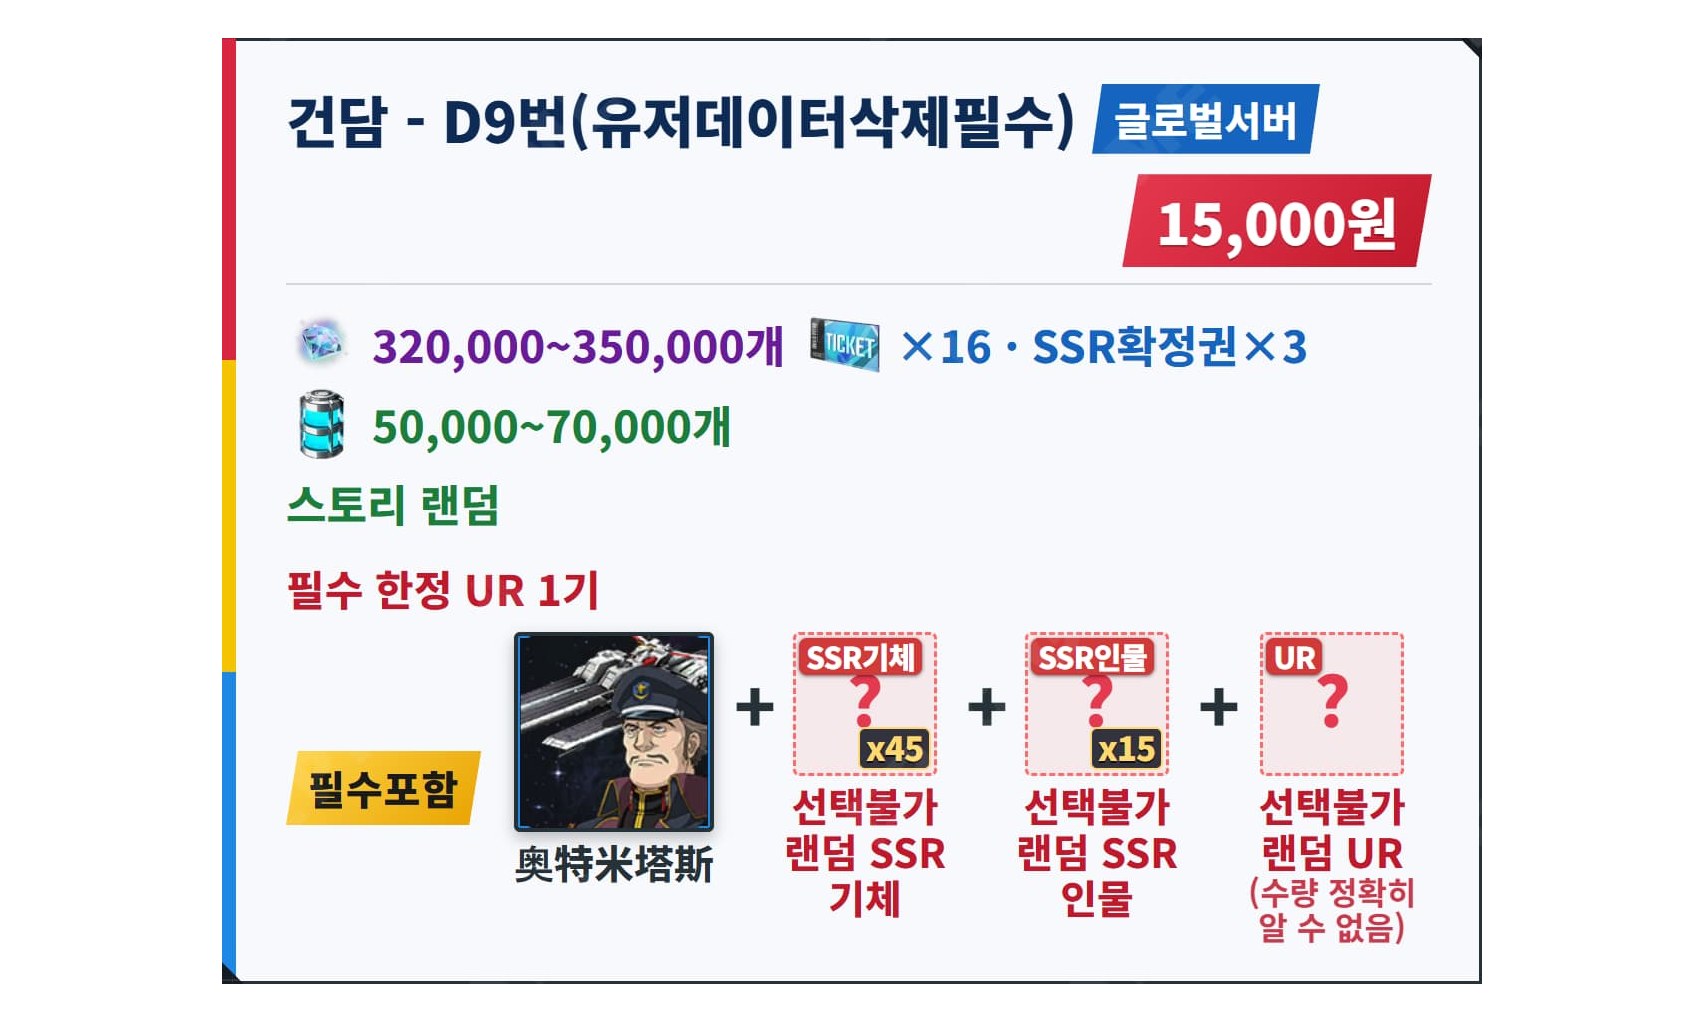 건담 - D9번(유저데이터삭제필수) 글로벌서버
15,000원
320,000~350,000개 TICKET ×16 · SSR확정권×3
50,000~70,000개
스토리 랜덤
필수 한정 UR 1기
필수포함
奥特米塔斯
+
SSR기체
?
x45
선택불가
랜덤 SSR
기체
+
SSR인물
?
x15
선택불가
랜덤 SSR
인물
+
UR
?
선택불가
랜덤 UR
(수량 정확히
알 수 없음)